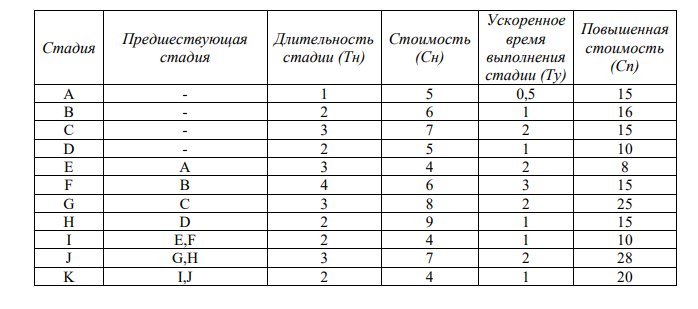 Стадия Предшествующая стадия Длительность стадии (Тн) Стоимость (Сн) Ускоренное время выполнения стадии (Ту) Повышенная стоимость (Сп)
A - 1 5 0,5 15
B - 2 6 1 16
C - 3 7 2 15
D - 2 5 1 10
E A 3 4 2 8
F B 4 6 3 15
G C 3 8 2 25
H D 2 9 1 15
I E,F 2 4 1 10
J G,H 3 7 2 28
K I,J 2 4 1 20